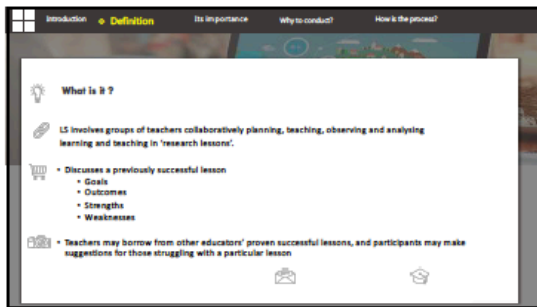 Introduction
❖ Definition
Its importance
Why to conduct?
How is the process?
What is it ?
LS involves groups of teachers collaboratively planning, teaching, observing and analysing
learning and teaching in 'research lessons'.
• Discusses a previously successful lesson
• Goals
• Outcomes
• Strengths
• Weaknesses
• Teachers may borrow from other educators' proven successful lessons, and participants may make
suggestions for those struggling with a particular lesson